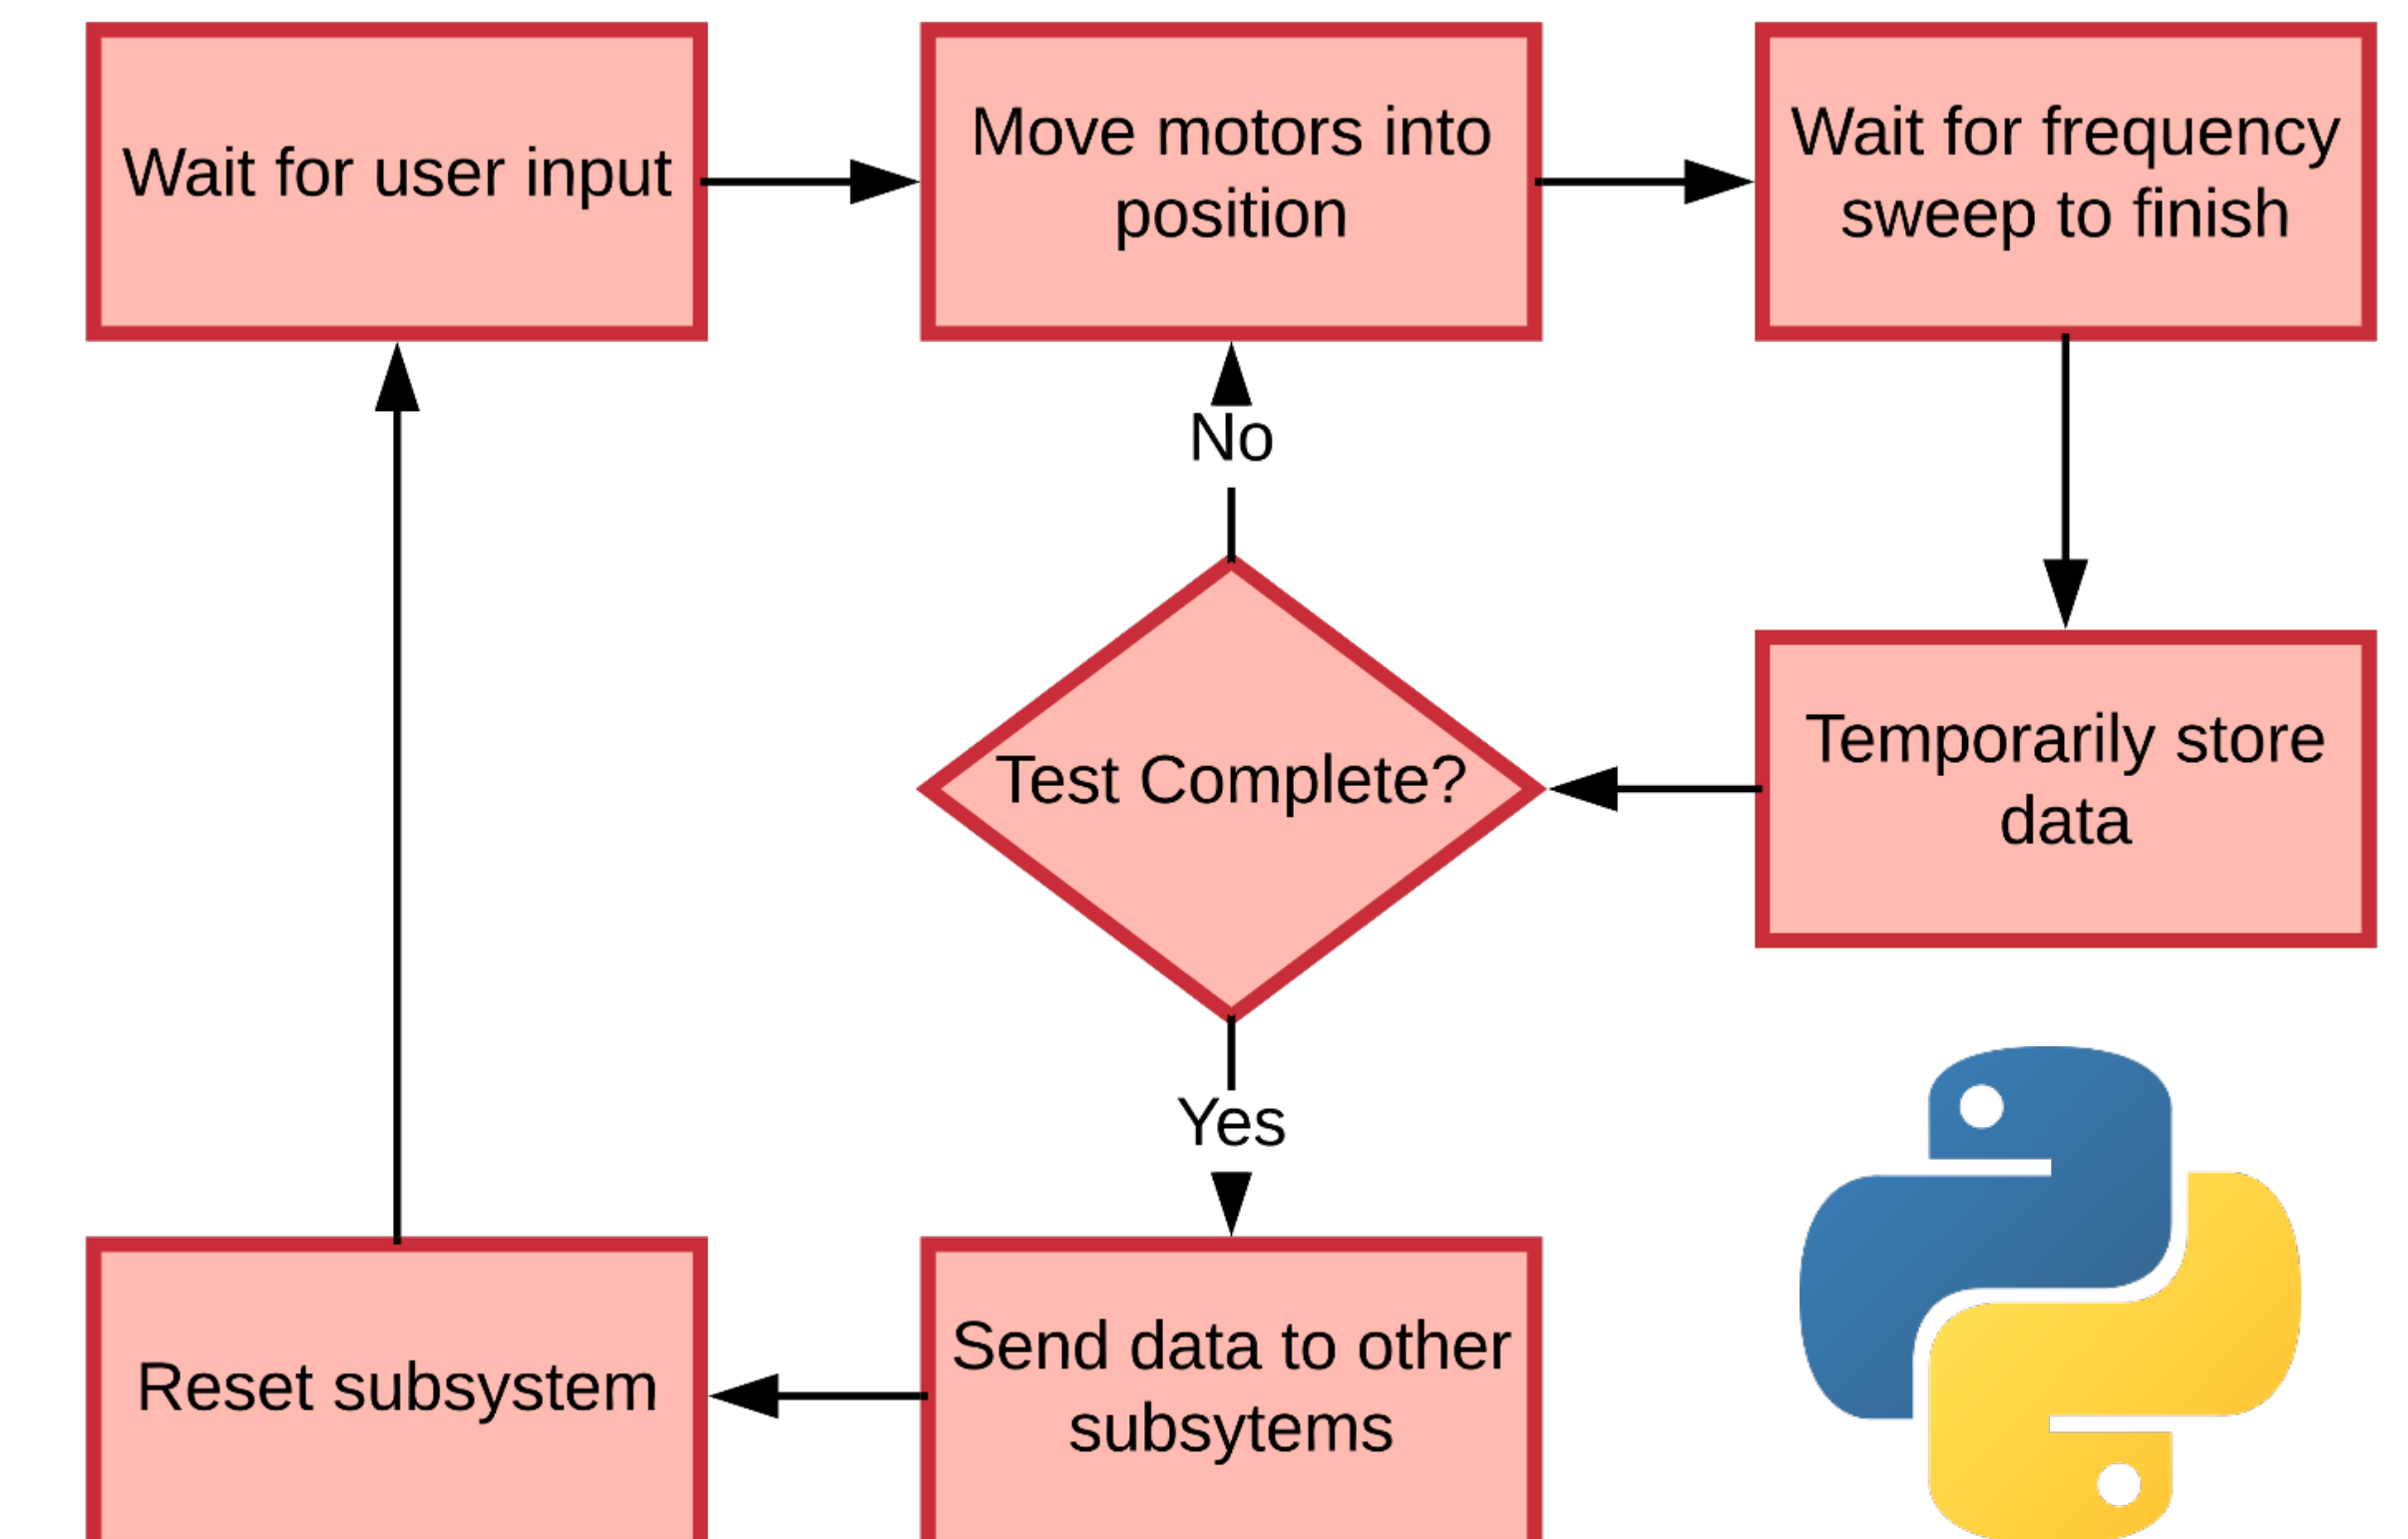 Wait for user input
Move motors into
position
Wait for frequency
sweep to finish
No
Test Complete?
Temporarily store
data
Yes
Reset subsystem
Send data to other
subsytems